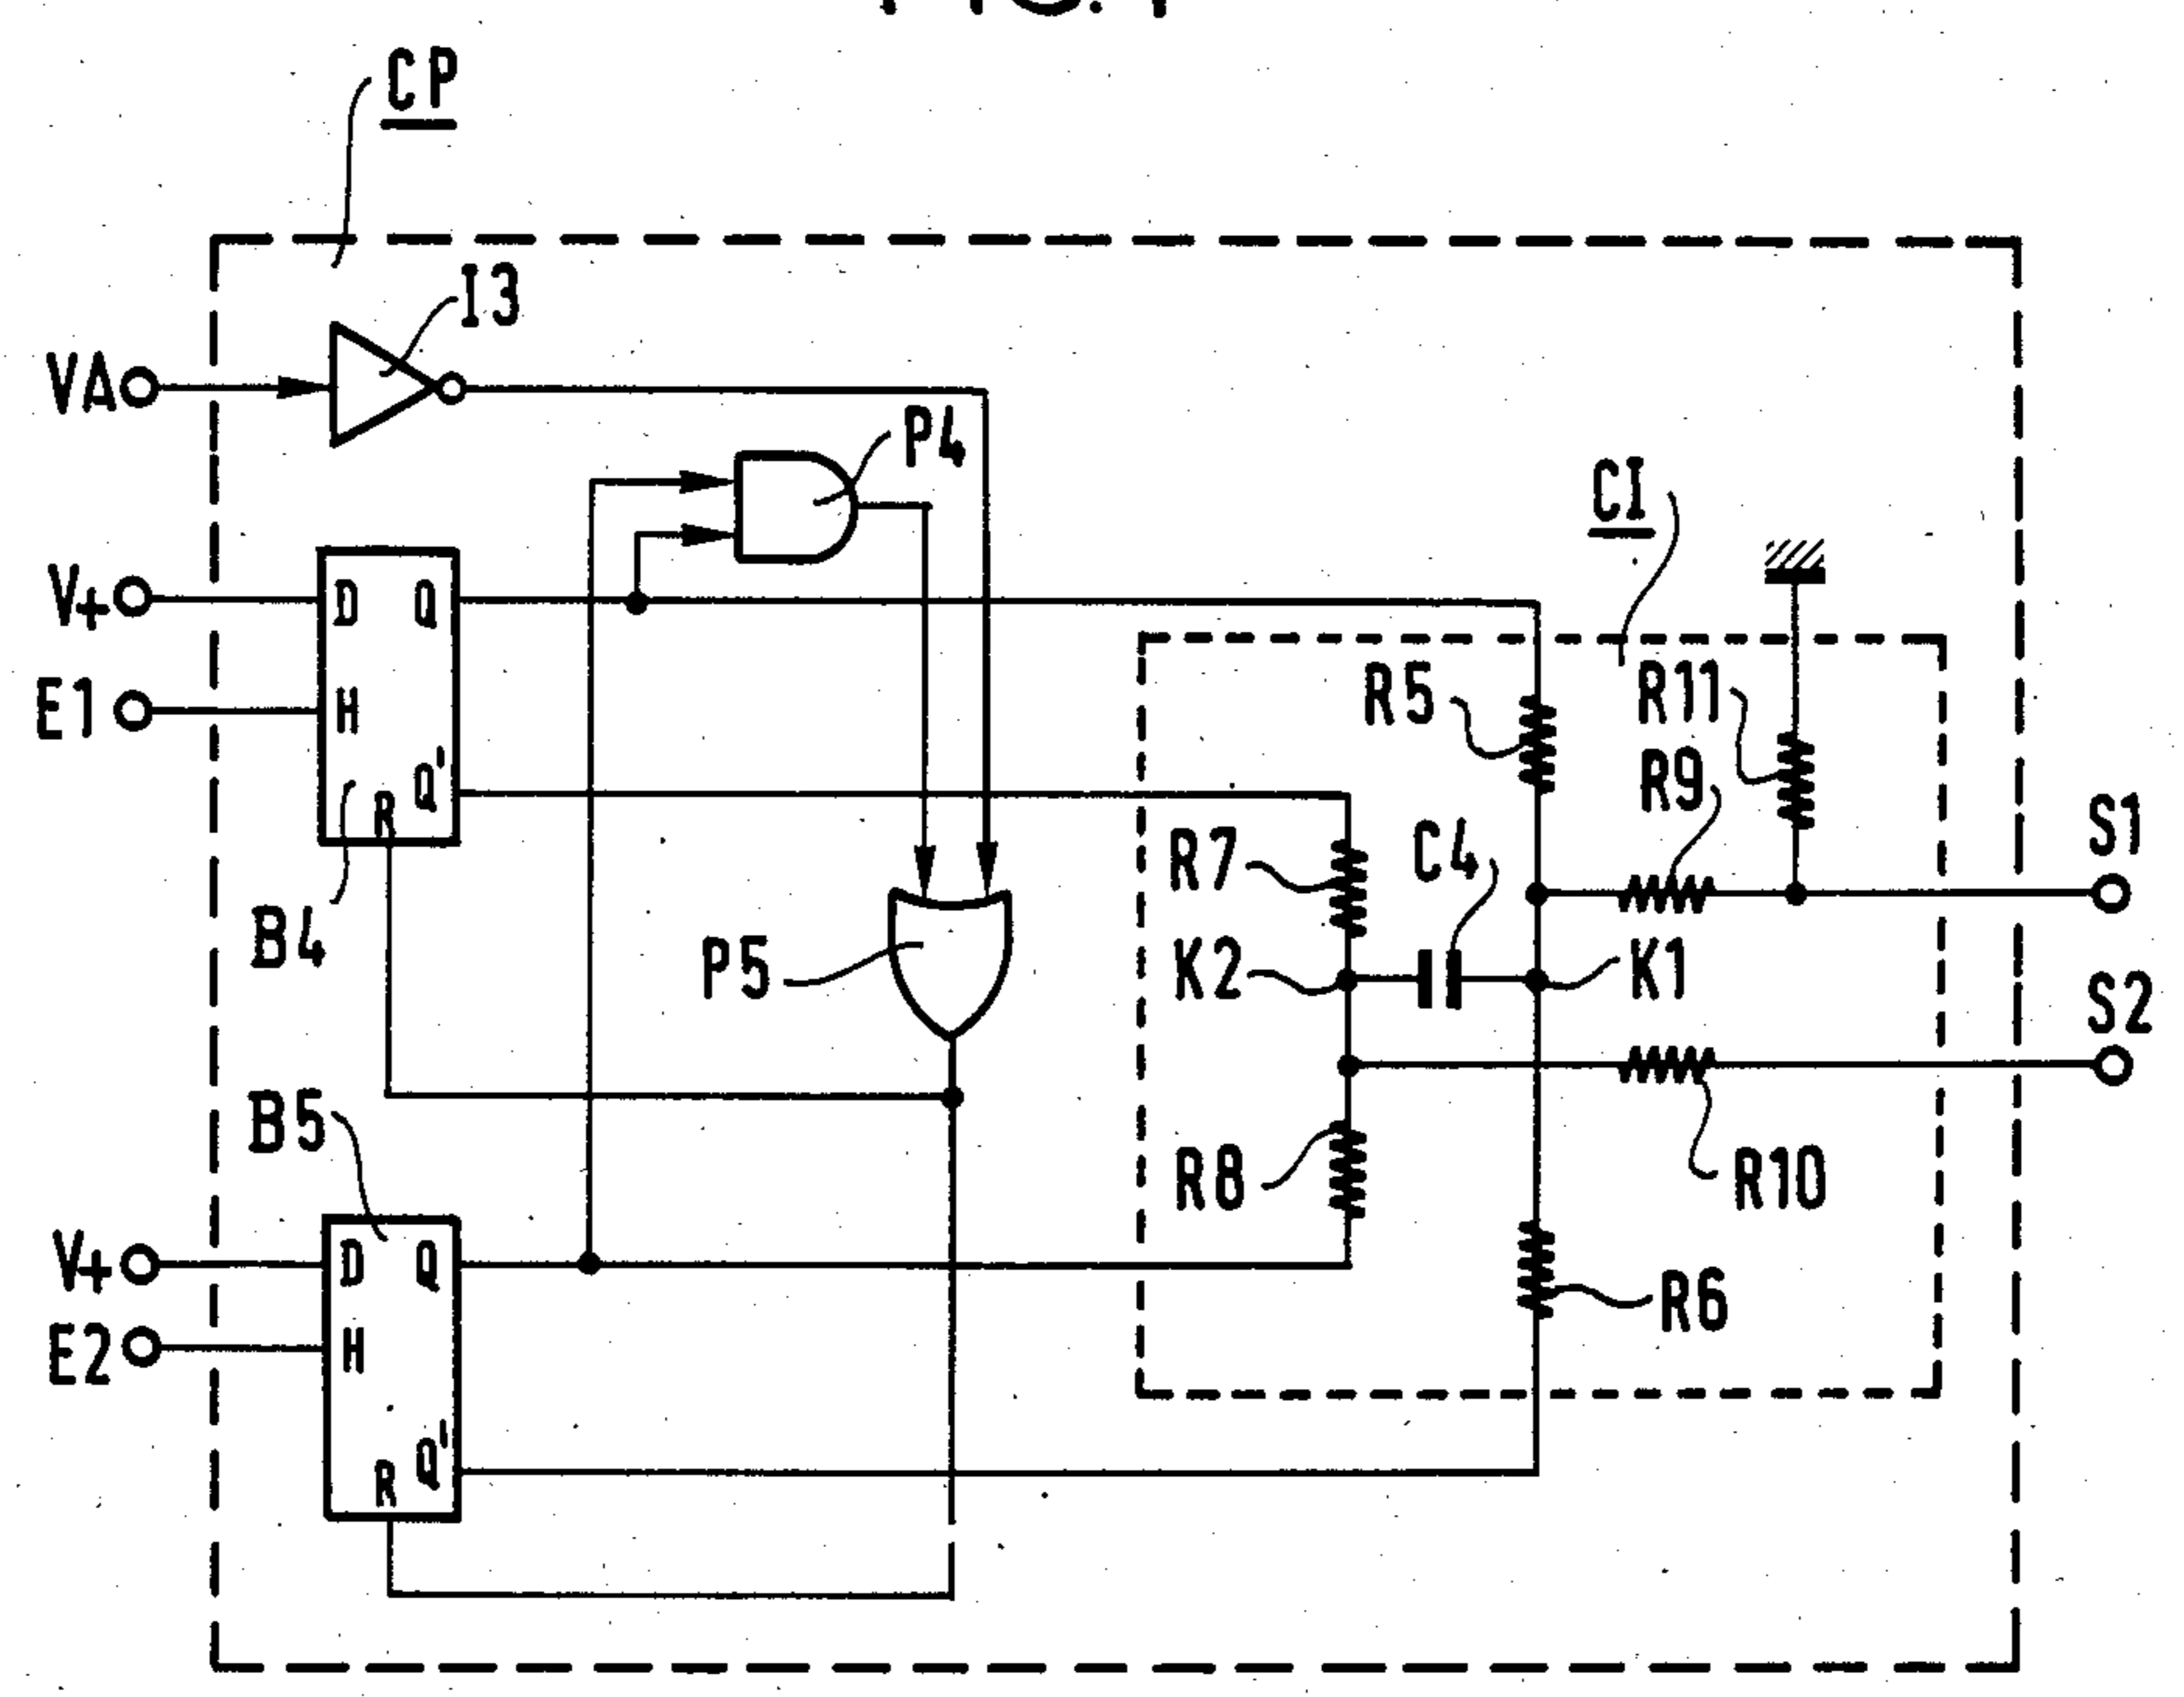 CP
I3
VA
P4
CI
V+
D
Q
R5
R11
E1
H
R9
Q'
R
S1
R7
C4
B4
P5
K2
K1
S2
B5
R8
R10
V+
D
Q
R6
E2
H
Q'
R